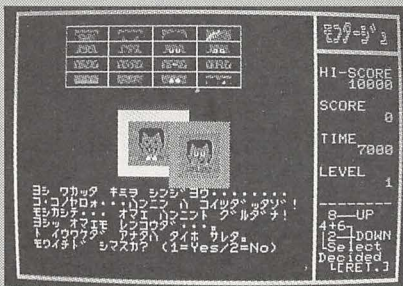 モンタージュ
HI-SCORE
10000
SCORE
0
TIME
7000
LEVEL
1
8—UP
4+6
DOWN
Select
Decided
[RET.]
ヨシ ワカッタ キミヲ シンジヨウ........
コ・コノヤロォ・・・ハンニン ハ コイツダッタゾ!
モシカシテ・・・ オマエ ハンニント グルダナ!
ヨシッ オマエモ レンコウダ・・・。
ト イウワケデ アナタハ タイホ サレタ。
モウイチド シマスカ? (1=Yes/2=No)